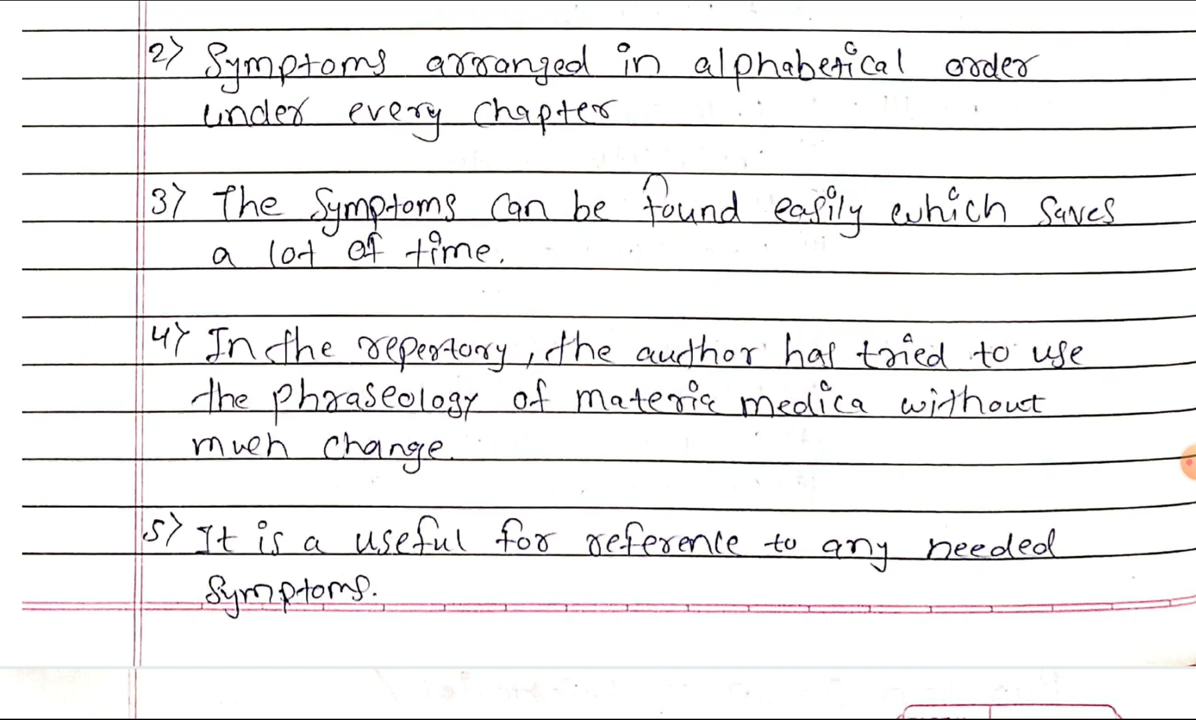 2) Symptoms arranged in alphabetical order
under every chapter
3) The symptoms can be found easily which saves
a lot of time.
4) In the repertory, the author has tried to use
the phraseology of materia medica without
much change.
5) It is a useful for reference to any needed
symptoms.